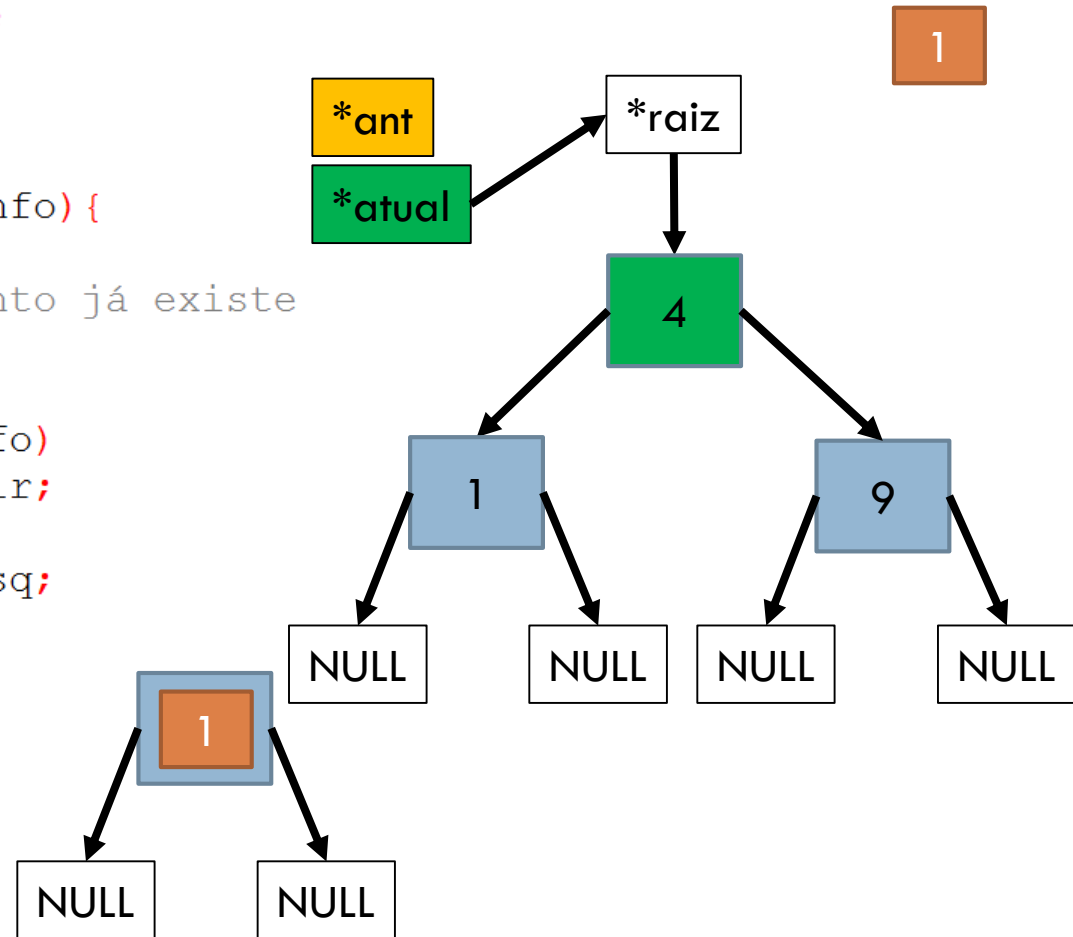 1
*ant
*raiz
*atual
nfo){
nto já existe
4
fo)
ir;
1
9
sq;
NULL
NULL
NULL
NULL
1
NULL
NULL